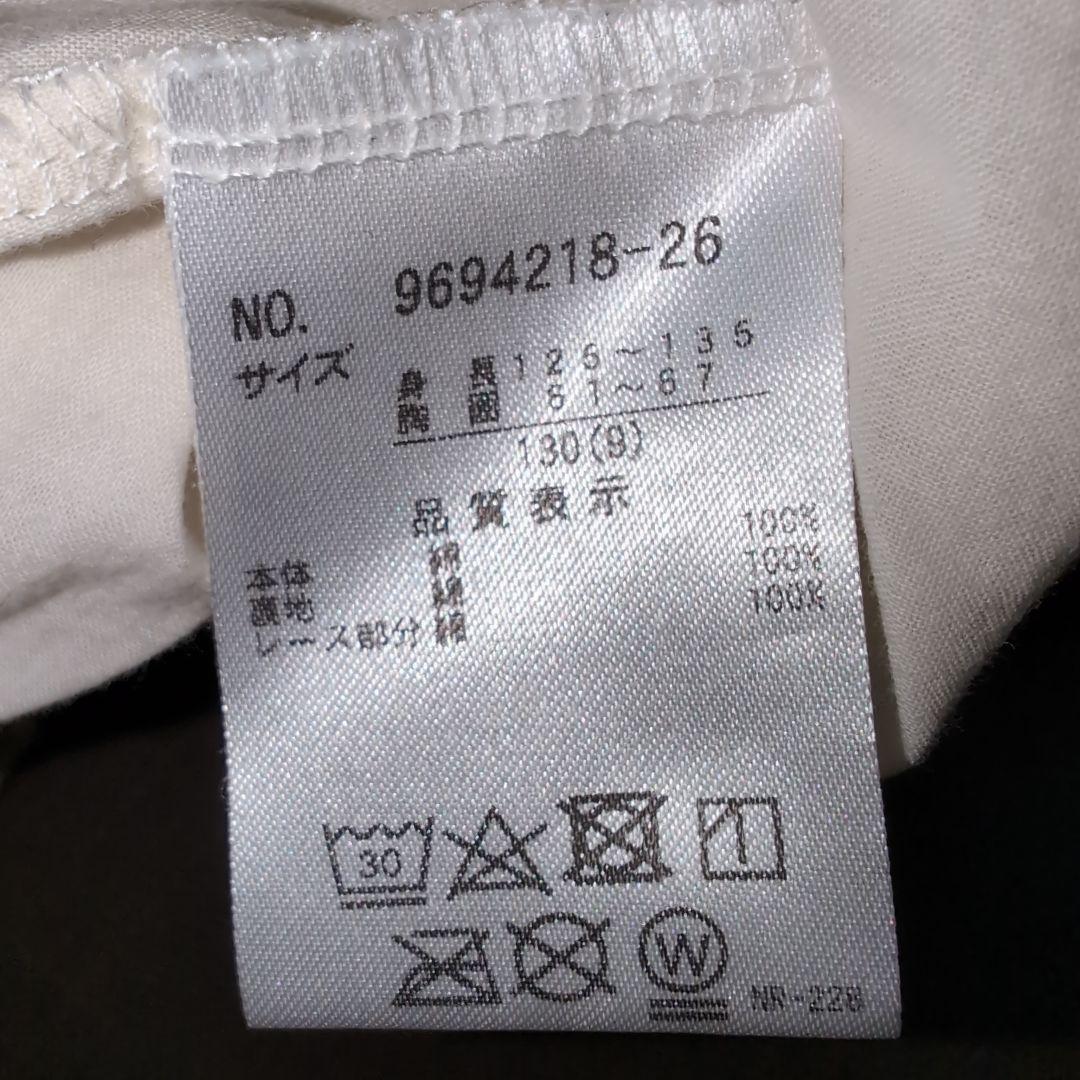 NO. 9694218-26
サイズ
身長 125~135
胸囲 61~67
130(9)
品質表示
本体 綿 100%
裏地 綿 100%
レース部分 綿 100%
30
W
NR-228